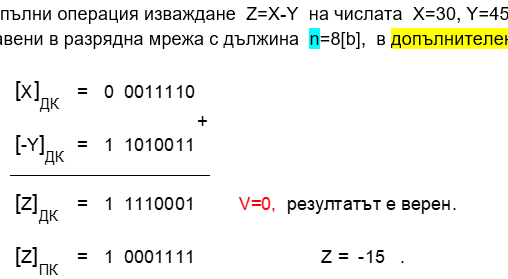 пълни операция изваждане Z=X-Y на числата X=30, Y=45
авени в разрядна мрежа с дължина n=8[b], в допълнителен
[X]ДК = 0 0011110
+
[-Y]ДК = 1 1010011
[Z]ДК = 1 1110001 V=0, резултатът е верен.
[Z]ПК = 1 0001111 Z = -15 .